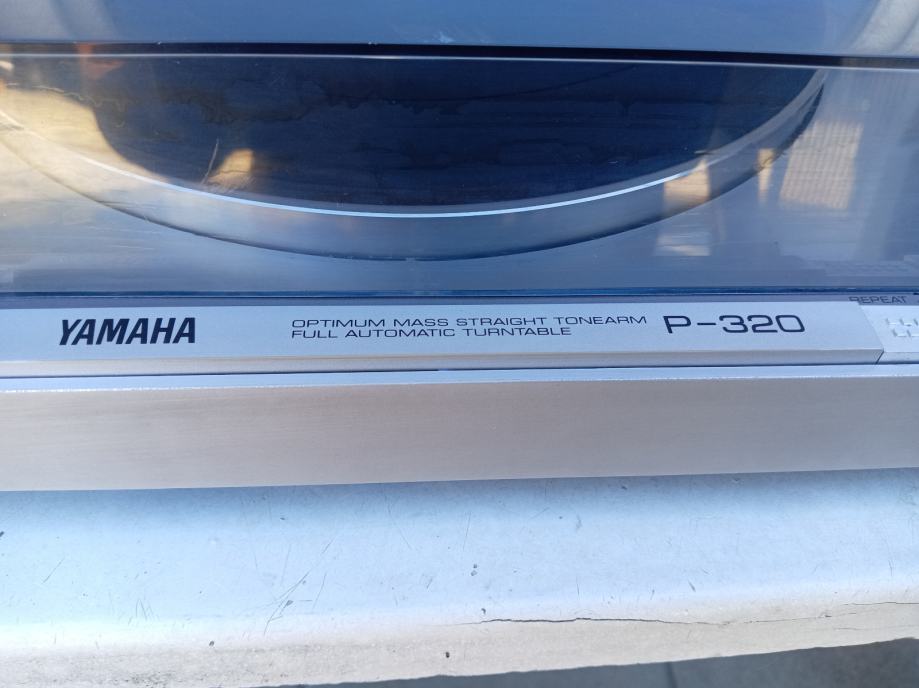 REPEAT
YAMAHA
OPTIMUM MASS STRAIGHT TONEARM
FULL AUTOMATIC TURNTABLE
P-320